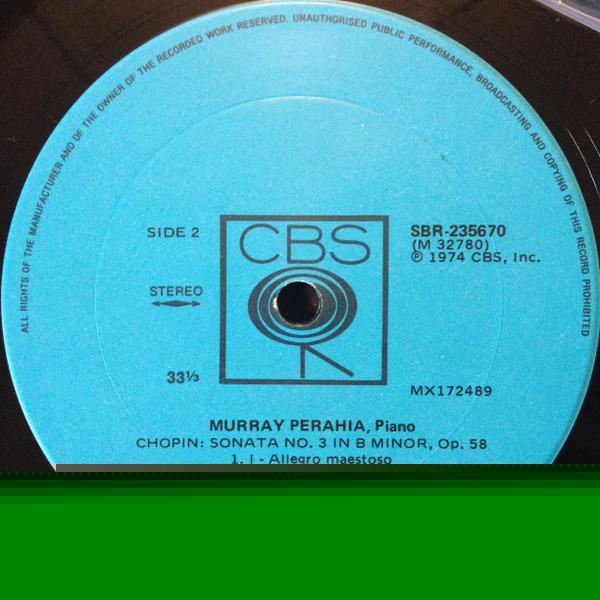 ALL RIGHTS OF THE MANUFACTURER AND OF THE OWNER OF THE RECORDED WORK RESERVED. UNAUTHORISED PUBLIC PERFORMANCE, BROADCASTING AND COPYING OF THIS RECORD PROHIBITED
SIDE 2
CBS
SBR-235670
(M 32780)
℗ 1974 CBS, Inc.
STEREO
33⅓
MX172489
MURRAY PERAHIA, Piano
CHOPIN: SONATA NO. 3 IN B MINOR, Op. 58
1. I - Allegro maestoso